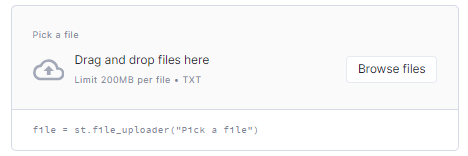 Pick a file
Drag and drop files here
Limit 200MB per file • TXT
Browse files
file = st.file_uploader("Pick a file")